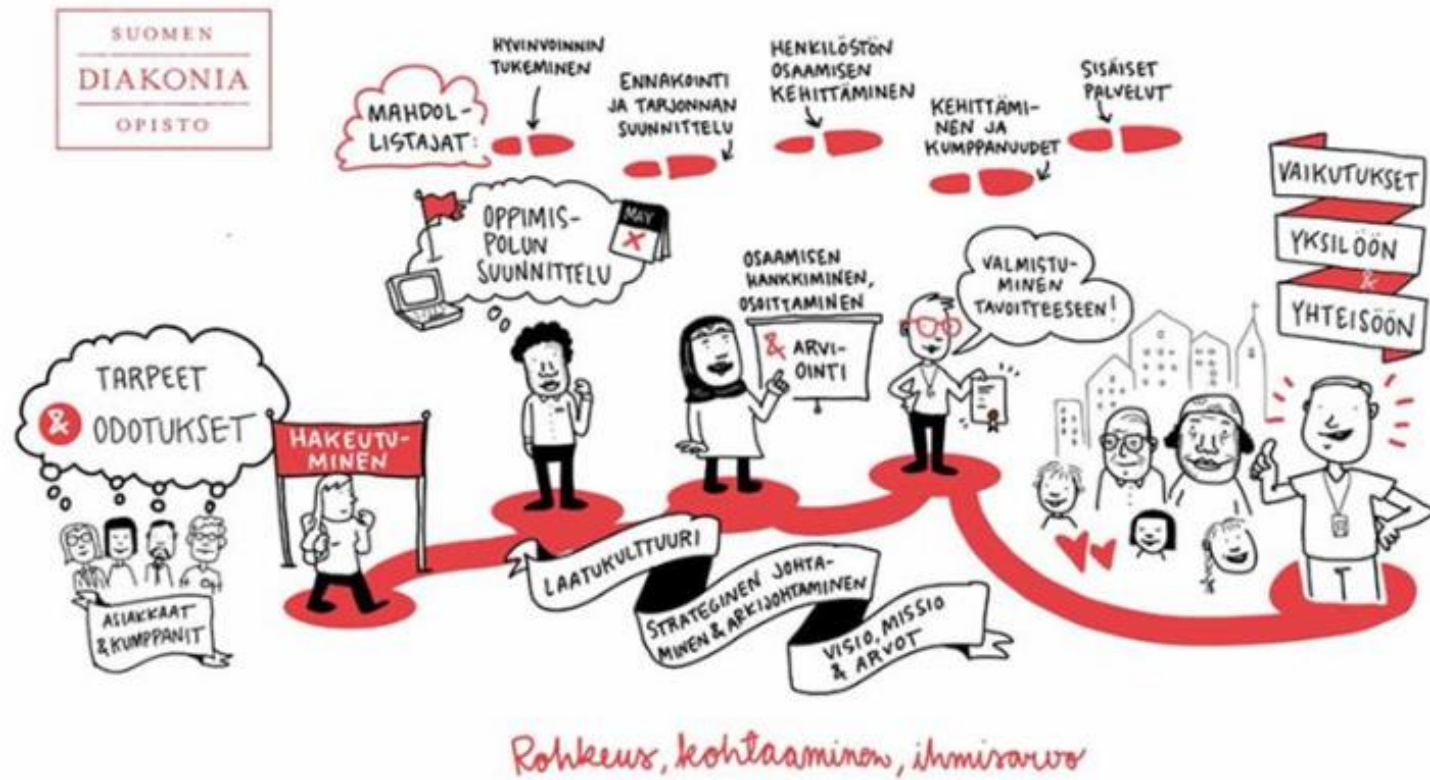 SUOMEN
DIAKONIA
OPISTO
MAHDOL-
LISTAJAT:
HYVINVOINNIN
TUKEMINEN
ENNAKOINTI
JA TARJONNAN
SUUNNITTELU
HENKILÖSTÖN
OSAAMISEN
KEHITTÄMINEN
KEHITTÄMI-
NEN JA
KUMPPANUUDET
SISÄISET
PALVELUT
TARPEET
& ODOTUKSET
ASIAKKAAT
& KUMPPANIT
HAKEUTU-
MINEN
OPPIMIS-
POLUN
SUUNNITTELU
MAY
X
OSAAMISEN
HANKKIMINEN,
OSOITTAMINEN
& ARVI-
OINTI
VALMISTU-
MINEN
TAVOITTEESEEN!
VAIKUTUKSET
YKSILÖÖN
&
YHTEISÖÖN
LAATUKULTTUURI
STRATEGINEN JOHTA-
MINEN & ARKIJOHTAMINEN
VISIO, MISSIO
& ARVOT
Rohkeus, kohtaaminen, ihmisarvo